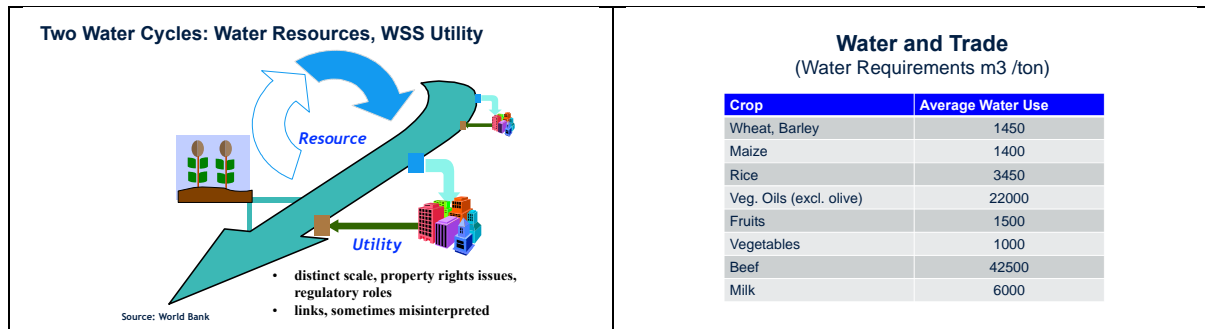 Two Water Cycles: Water Resources, WSS Utility
Resource
Utility
• distinct scale, property rights issues,
regulatory roles
• links, sometimes misinterpreted
Source: World Bank
Water and Trade
(Water Requirements m3 /ton)
Crop Average Water Use
Wheat, Barley 1450
Maize 1400
Rice 3450
Veg. Oils (excl. olive) 22000
Fruits 1500
Vegetables 1000
Beef 42500
Milk 6000